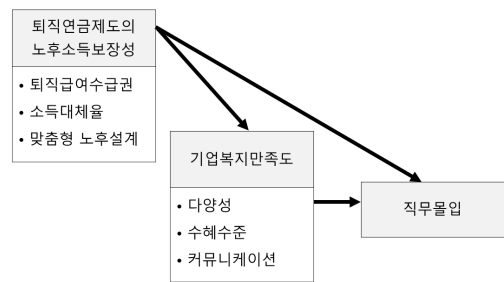 퇴직연금제도의
노후소득보장성
• 퇴직급여수급권
• 소득대체율
• 맞춤형 노후설계
기업복지만족도
• 다양성
• 수혜수준
• 커뮤니케이션
직무몰입